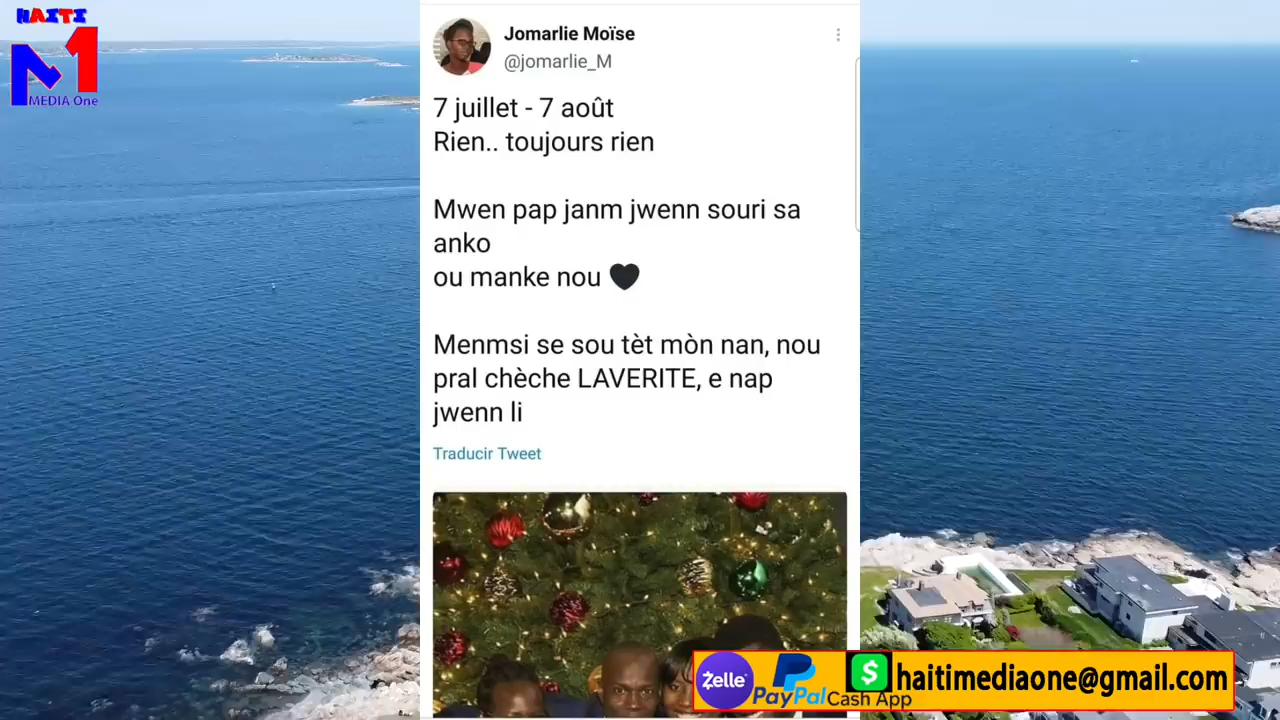 HAITI
M1
MEDIA One
Jomarlie Moïse
@jomarlie_M
7 juillet - 7 août
Rien.. toujours rien
Mwen pap janm jwenn souri sa
anko
ou manke nou 🖤
Menmsi se sou tèt mòn nan, nou
pral chèche LAVERITE, e nap
jwenn li
Traducir Tweet
Zelle
PayPal
$
Cash App
haitimediaone@gmail.com